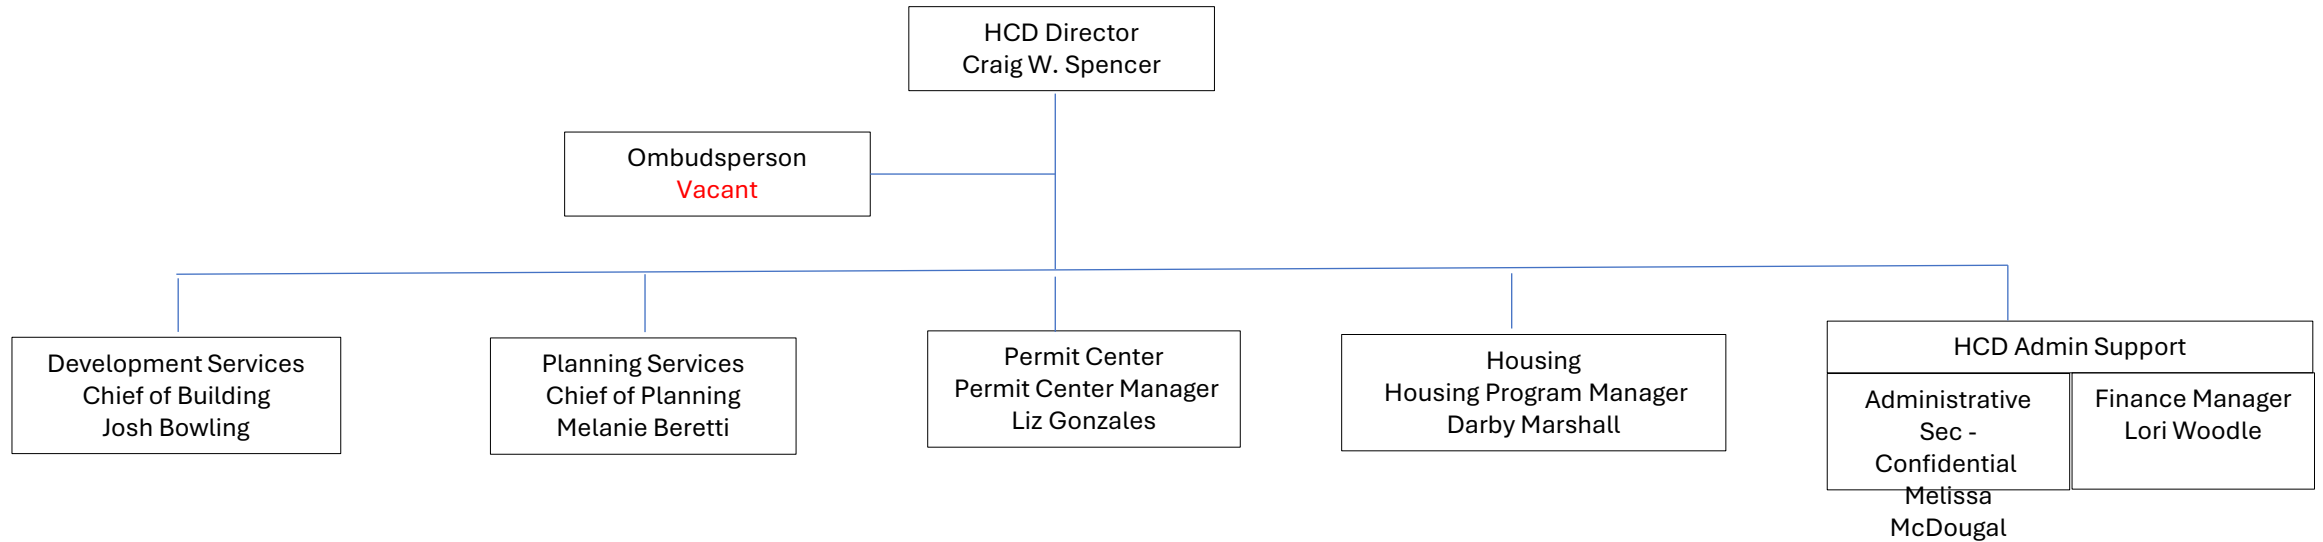 HCD Director
Craig W. Spencer
Ombudsperson
Vacant
Development Services
Chief of Building
Josh Bowling
Planning Services
Chief of Planning
Melanie Beretti
Permit Center
Permit Center Manager
Liz Gonzales
Housing
Housing Program Manager
Darby Marshall
HCD Admin Support
Administrative
Sec -
Confidential
Melissa
McDougal
Finance Manager
Lori Woodle